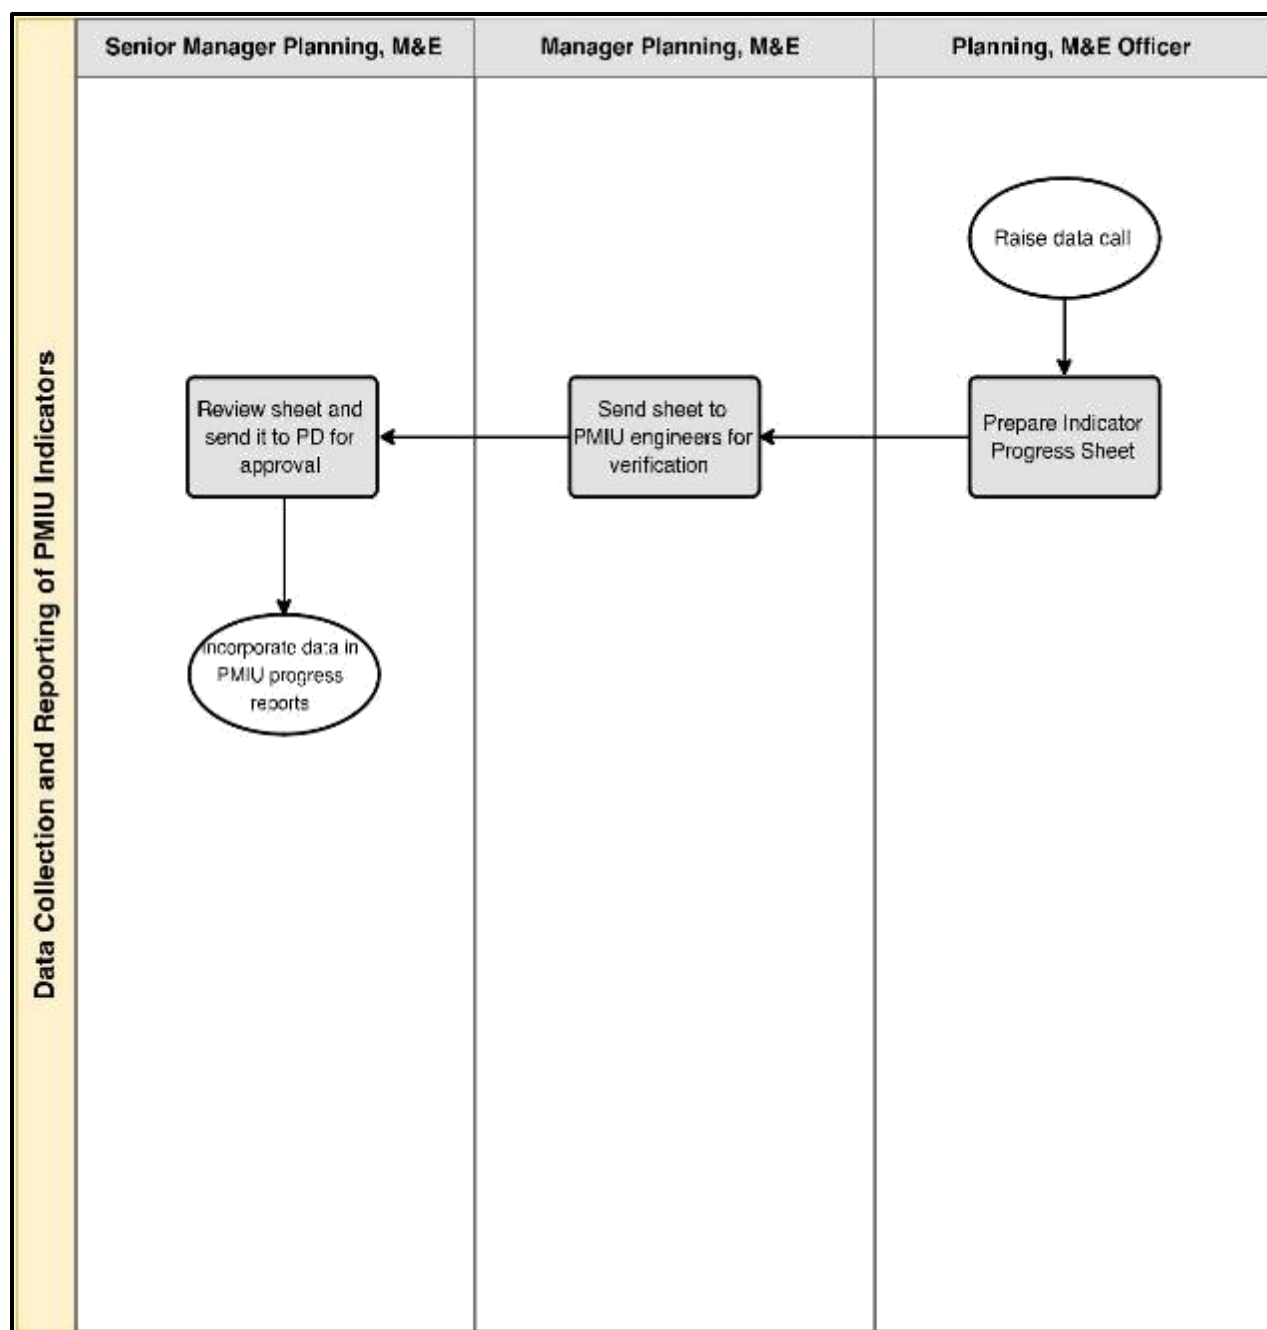 Data Collection and Reporting of PMIU Indicators
Senior Manager Planning, M&E
Manager Planning, M&E
Planning, M&E Officer
Raise data call
Prepare Indicator
Progress Sheet
Send sheet to
PMIU engineers for
verification
Review sheet and
send it to PD for
approval
Incorporate data in
PMIU progress
reports